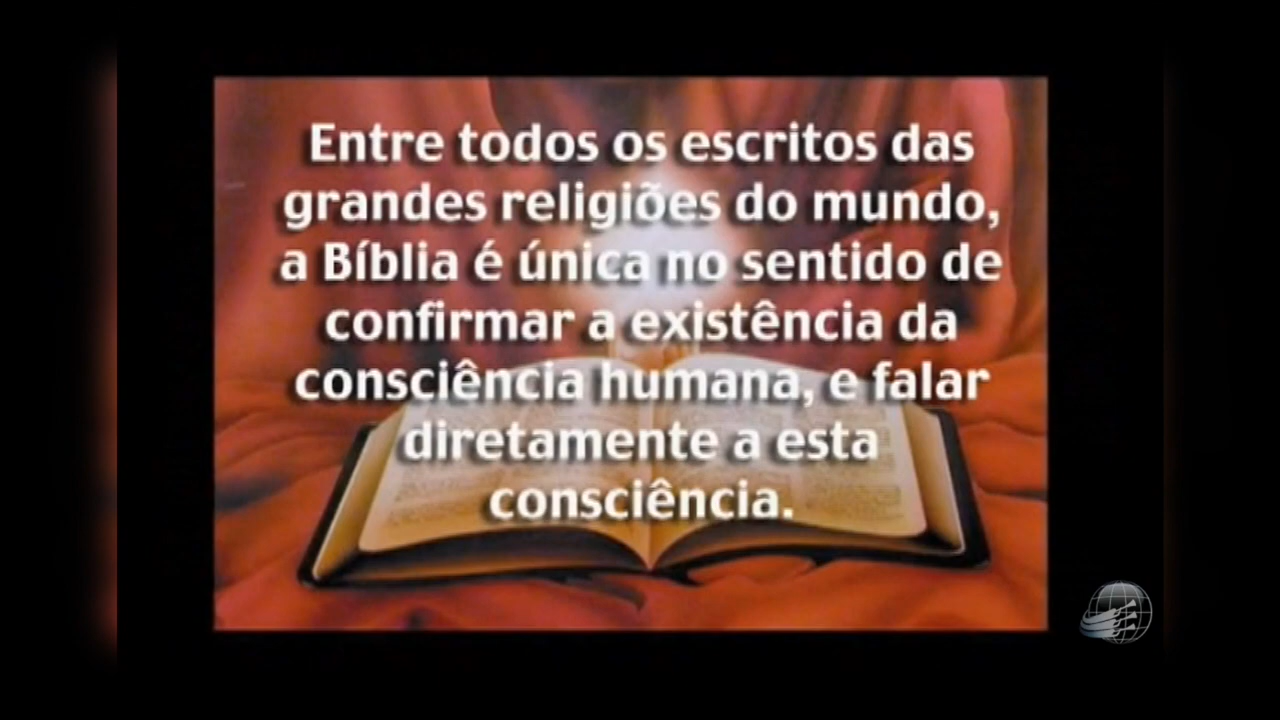 Entre todos os escritos das
grandes religiões do mundo,
a Bíblia é única no sentido de
confirmar a existência da
consciência humana, e falar
diretamente a esta
consciência.